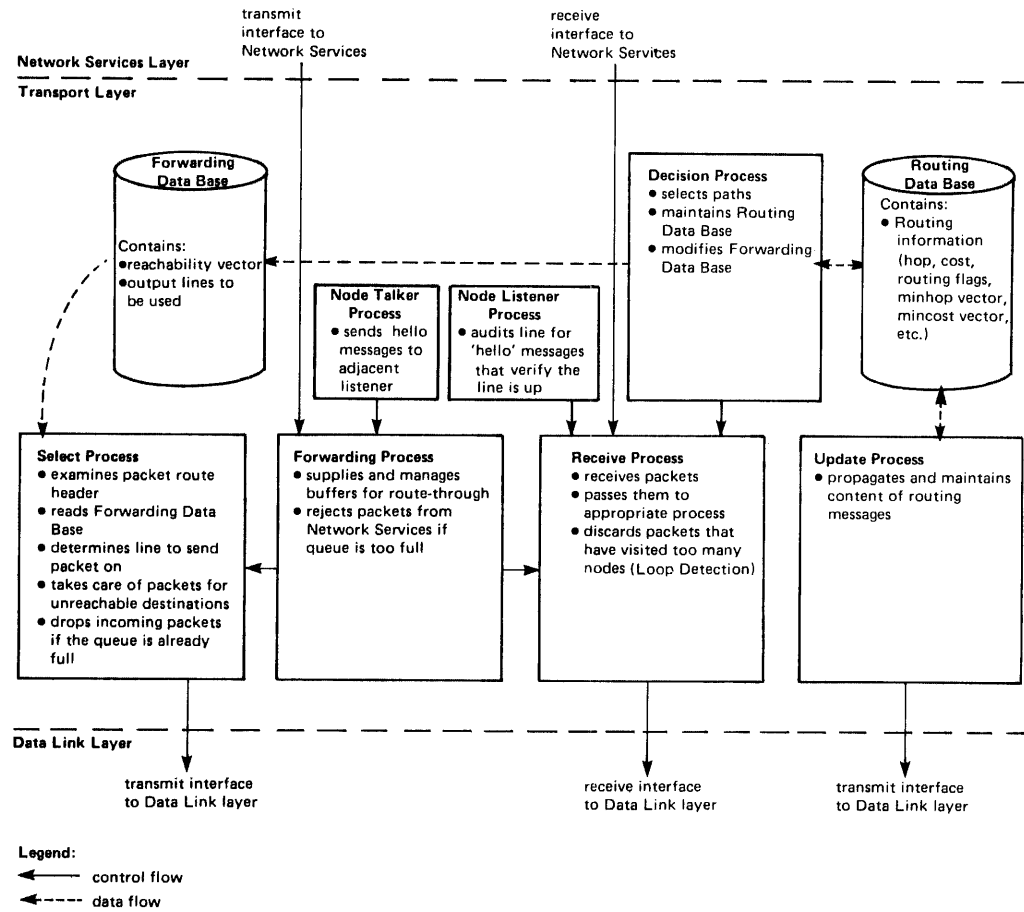 transmit
interface to
Network Services
receive
interface to
Network Services
Network Services Layer
Transport Layer
Forwarding
Data Base
Contains:
●reachability vector
●output lines to
be used
Decision Process
● selects paths
● maintains Routing
Data Base
● modifies Forwarding
Data Base
Routing
Data Base
Contains:
● Routing
information
(hop, cost,
routing flags,
minhop vector,
mincost vector,
etc.)
Node Talker
Process
● sends hello
messages to
adjacent
listener
Node Listener
Process
● audits line for
'hello' messages
that verify the
line is up
Select Process
● examines packet route
header
● reads Forwarding Data
Base
● determines line to send
packet on
● takes care of packets for
unreachable destinations
● drops incoming packets
if the queue is already
full
Forwarding Process
● supplies and manages
buffers for route-through
● rejects packets from
Network Services if
queue is too full
Receive Process
● receives packets
● passes them to
appropriate process
● discards packets that
have visited too many
nodes (Loop Detection)
Update Process
● propagates and maintains
content of routing
messages
Data Link Layer
transmit interface
to Data Link layer
receive interface
to Data Link layer
transmit interface
to Data Link layer
Legend:
control flow
data flow